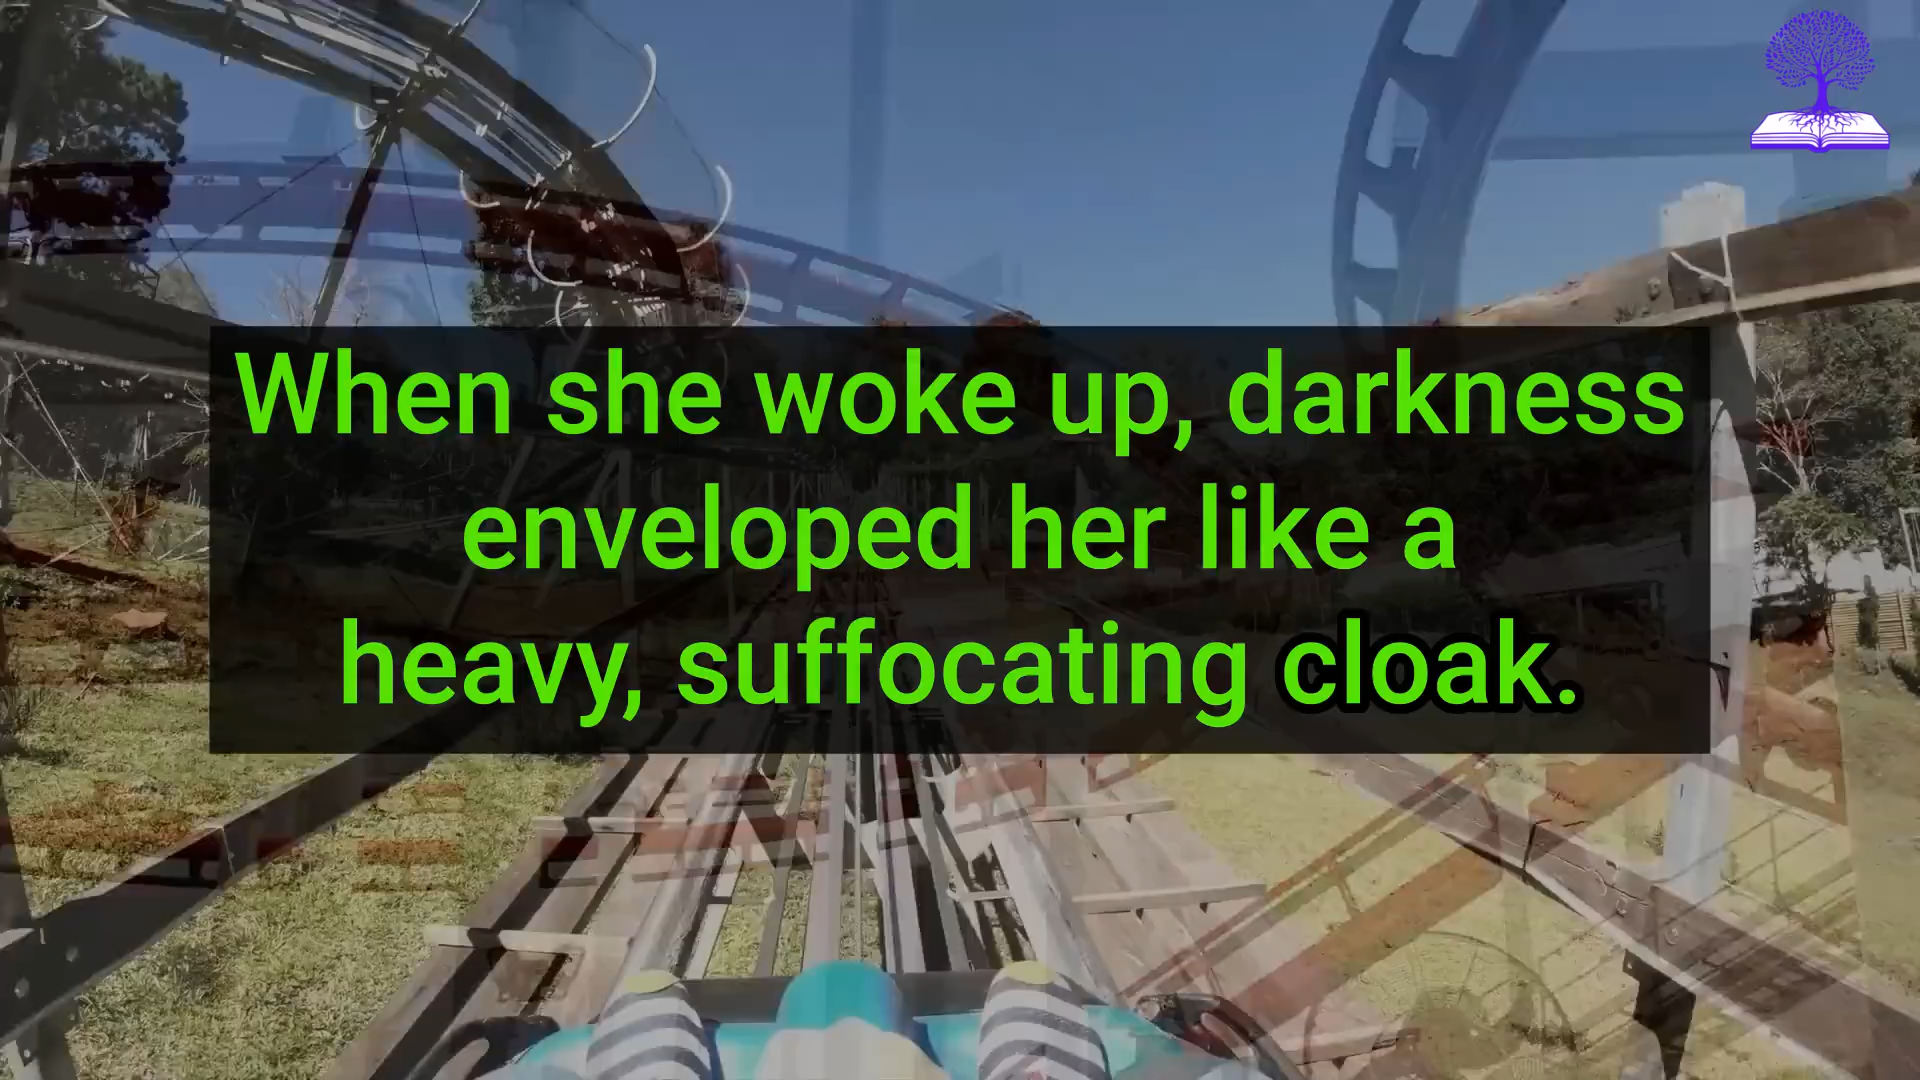 When she woke up, darkness
enveloped her like a
heavy, suffocating cloak.